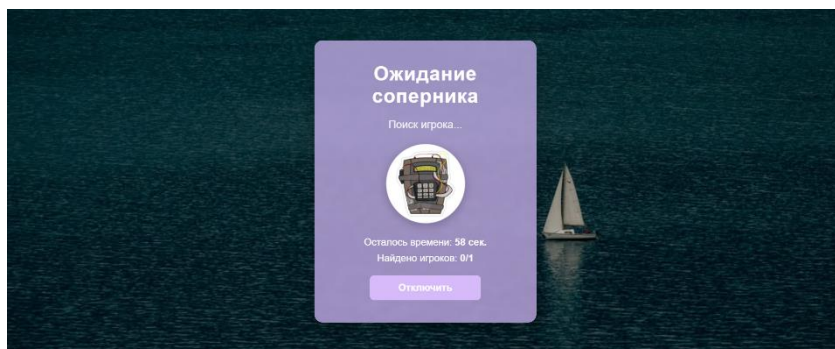 Ожидание
соперника
Поиск игрока...
Осталось времени: 58 сек.
Найдено игроков: 0/1
Отключить